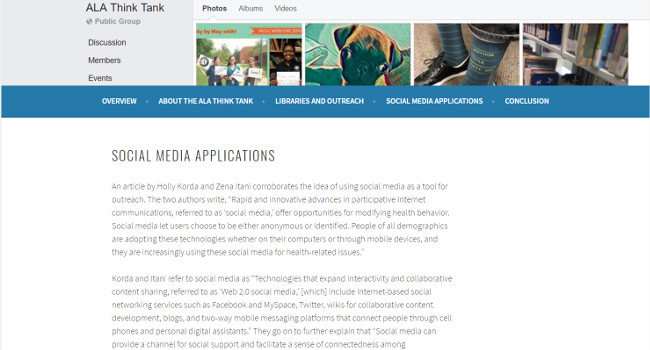 ALA Think Tank
Public Group
Photos Albums Videos
Discussion
Members
Events
OVERVIEW • ABOUT THE ALA THINK TANK • LIBRARIES AND OUTREACH • SOCIAL MEDIA APPLICATIONS • CONCLUSION
SOCIAL MEDIA APPLICATIONS
An article by Holly Korda and Zena Itani corroborates the idea of using social media as a tool for
outreach. The two authors write, “Rapid and innovative advances in participative Internet
communications, referred to as ‘social media,’ offer opportunities for modifying health behavior.
Social media let users choose to be either anonymous or identified. People of all demographics
are adopting these technologies whether on their computers or through mobile devices, and
they are increasingly using these social media for health-related issues.”
Korda and Itani refer to social media as “Technologies that expand interactivity and collaborative
content sharing, referred to as ‘Web 2.0 social media,’ [which] include Internet-based social
networking services such as Facebook and MySpace, Twitter, wikis for collaborative content
development, blogs, and two-way mobile messaging platforms that connect people through cell
phones and personal digital assistants.” They go on to further explain that “Social media can
provide a channel for social support and facilitate a sense of connectedness among